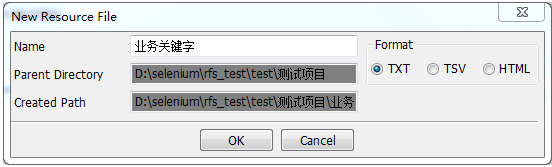 New Resource File
Name 业务关键字
Format
TXT TSV HTML
Parent Directory D:\selenium\rfs_test\test\测试项目
Created Path D:\selenium\rfs_test\test\测试项目\业务
OK Cancel